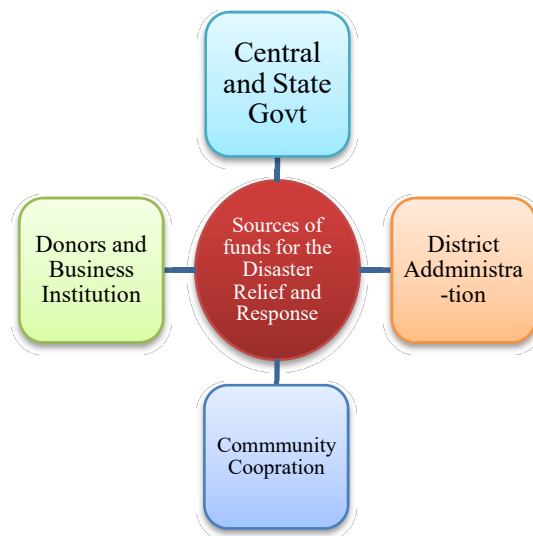 Central
and State
Govt
Donors and
Business
Institution
Sources of
funds for the
Disaster
Relief and
Response
District
Addministra
-tion
Commmunity
Coopration